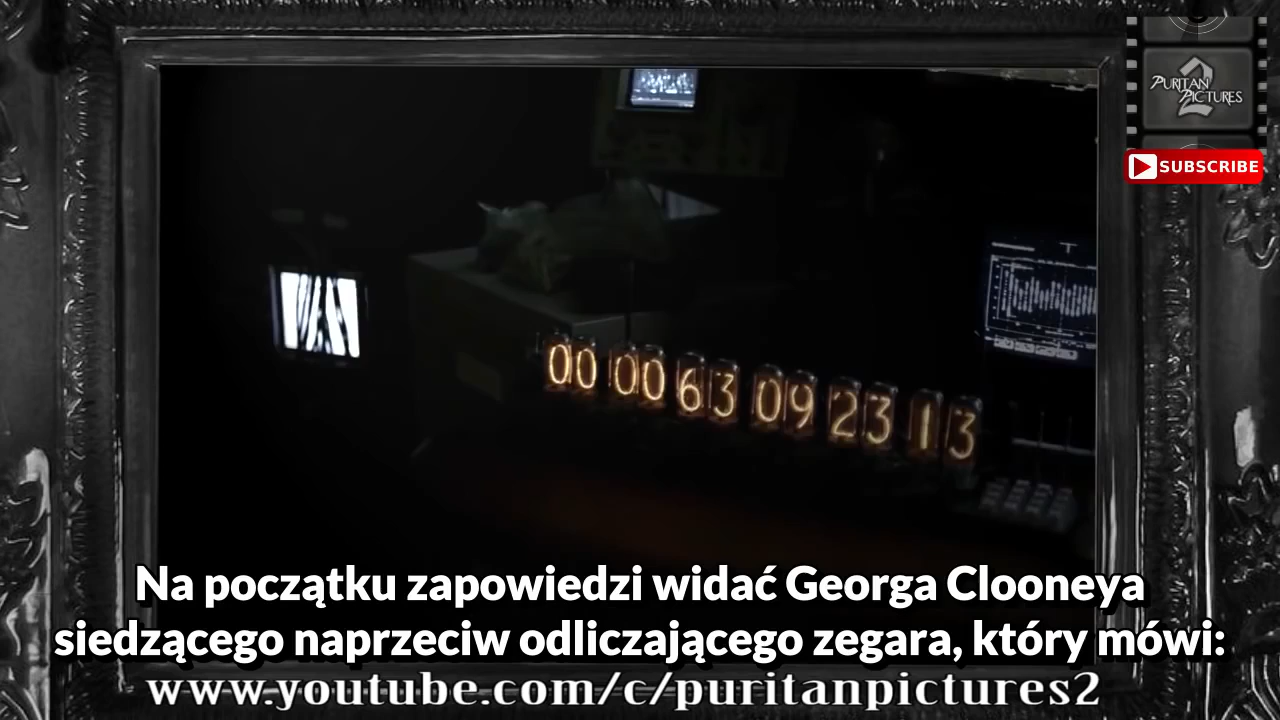 PURITAN
2
PICTURES
SUBSCRIBE
00 00 63 09 23 13
Na początku zapowiedzi widać Georga Clooneya
siedzącego naprzeciw odliczającego zegara, który mówi:
www.youtube.com/c/puritanpictures2